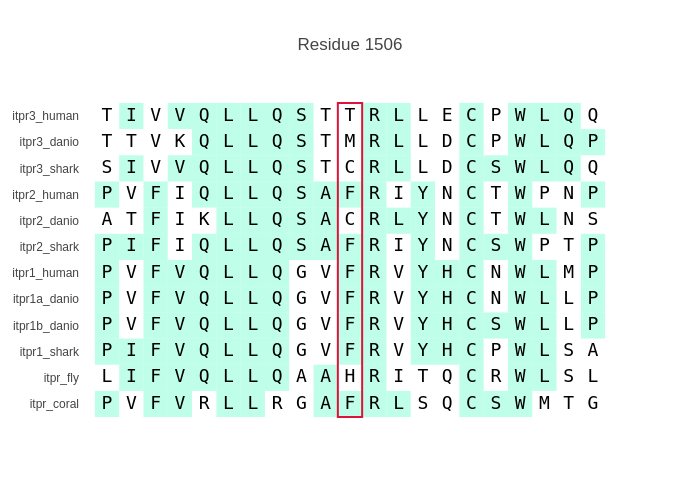 Residue 1506
itpr3_human T I V V Q L L Q S T T R L L E C P W L Q Q
itpr3_danio T T V K Q L L Q S T M R L L D C P W L Q P
itpr3_shark S I V V Q L L Q S T C R L L D C S W L Q Q
itpr2_human P V F I Q L L Q S A F R I Y N C T W P N P
itpr2_danio A T F I K L L Q S A C R L Y N C T W L N S
itpr2_shark P I F I Q L L Q S A F R I Y N C S W P T P
itpr1_human P V F V Q L L Q G V F R V Y H C N W L M P
itpr1a_danio P V F V Q L L Q G V F R V Y H C N W L L P
itpr1b_danio P V F V Q L L Q G V F R V Y H C S W L L P
itpr1_shark P I F V Q L L Q G V F R V Y H C P W L S A
itpr_fly L I F V Q L L Q A A H R I T Q C R W L S L
itpr_coral P V F V R L L R G A F R L S Q C S W M T G